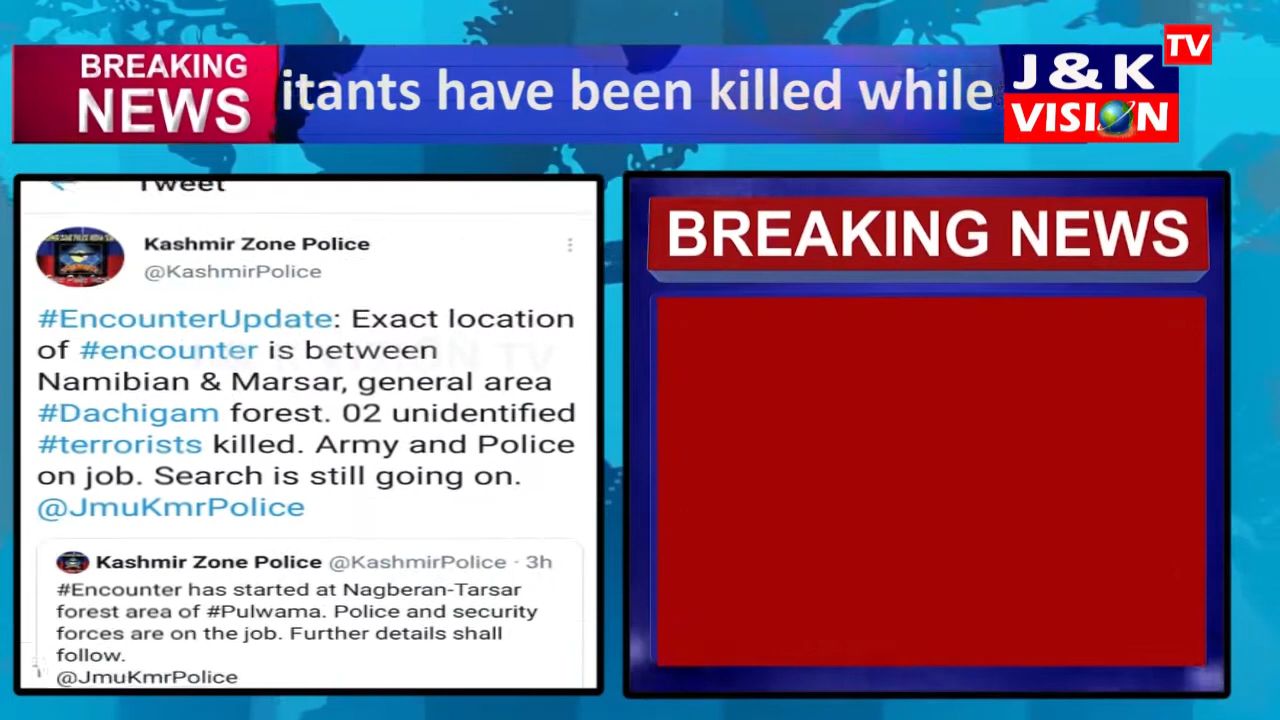 TV
BREAKING
NEWS
itants have been killed while
J&K
VISION
Tweet
Kashmir Zone Police
@KashmirPolice
#EncounterUpdate: Exact location
of #encounter is between
Namibian & Marsar, general area
#Dachigam forest. 02 unidentified
#terrorists killed. Army and Police
on job. Search is still going on.
@JmuKmrPolice
Kashmir Zone Police @KashmirPolice · 3h
#Encounter has started at Nagberan-Tarsar
forest area of #Pulwama. Police and security
forces are on the job. Further details shall
follow.
@JmuKmrPolice
BREAKING NEWS